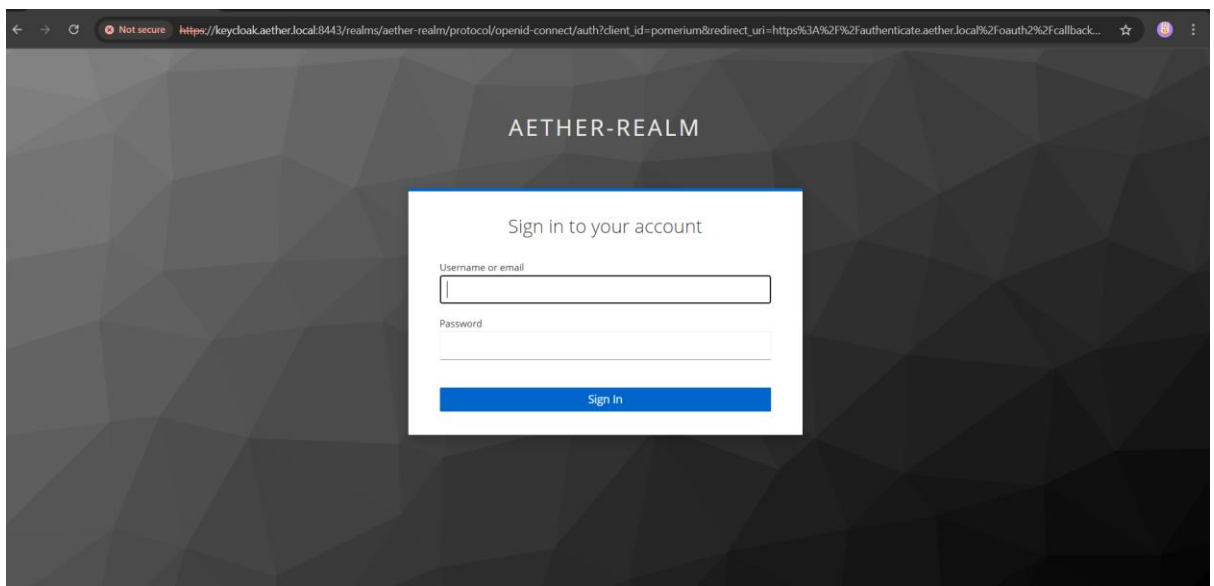 Not secure https://keycloak.aether.local:8443/realms/aether-realm/protocol/openid-connect/auth?client_id=pomerium&redirect_uri=https%3A%2F%2Fauthenticate.aether.local%2Foauth2%2Fcallback...
AETHER-REALM
Sign in to your account
Username or email
Password
Sign In